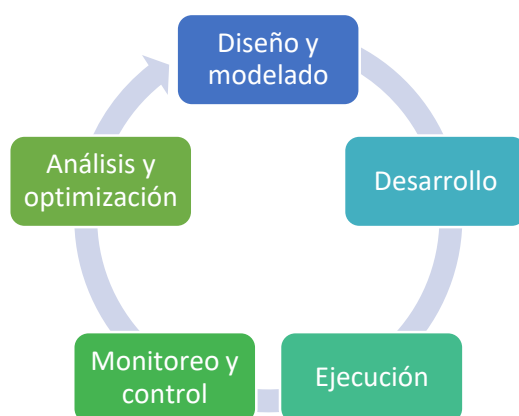 Diseño y
modelado
Desarrollo
Ejecución
Monitoreo y
control
Análisis y
optimización